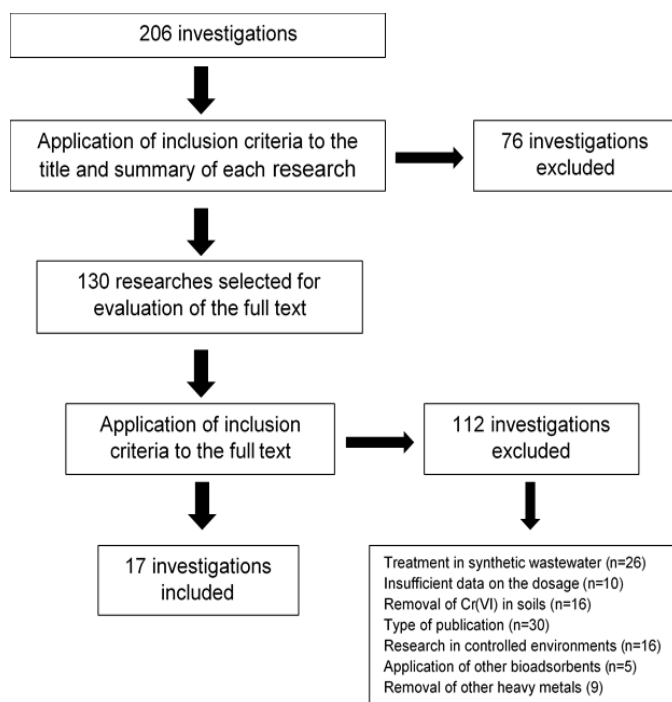 206 investigations
Application of inclusion criteria to the
title and summary of each research
76 investigations
excluded
130 researches selected for
evaluation of the full text
Application of inclusion
criteria to the full text
112 investigations
excluded
17 investigations
included
Treatment in synthetic wastewater (n=26)
Insufficient data on the dosage (n=10)
Removal of Cr(VI) in soils (n=16)
Type of publication (n=30)
Research in controlled environments (n=16)
Application of other bioadsorbents (n=5)
Removal of other heavy metals (9)